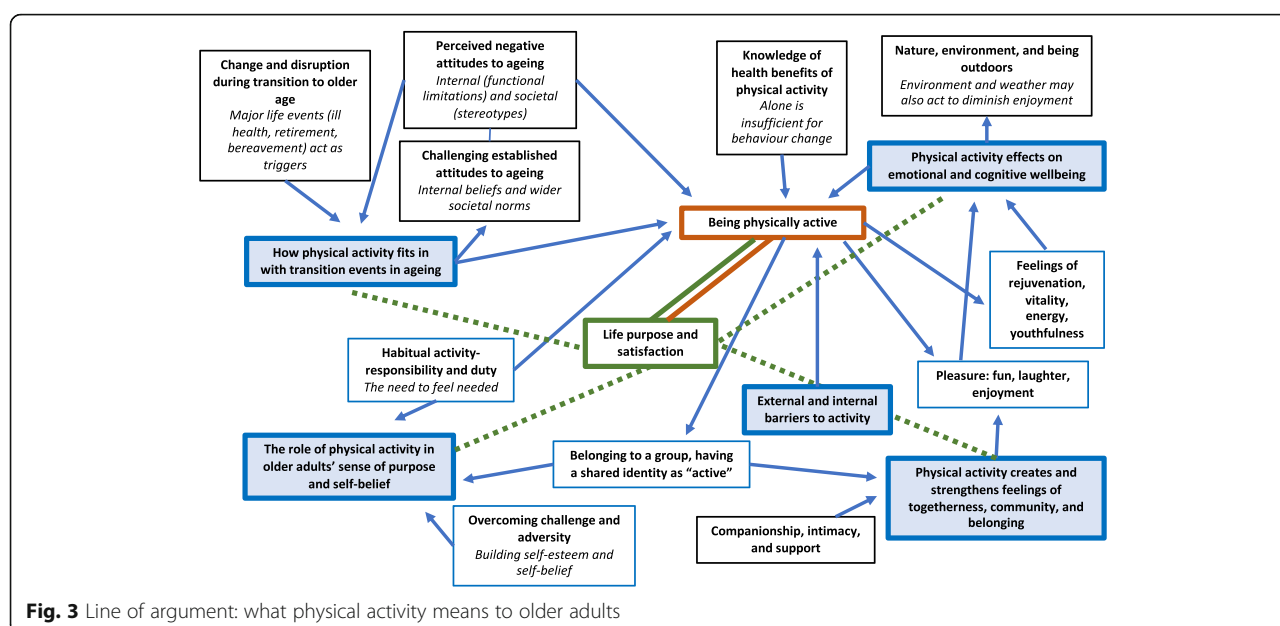 Change and disruption
during transition to older
age
Major life events (ill
health, retirement,
bereavement) act as
triggers
Perceived negative
attitudes to ageing
Internal (functional
limitations) and societal
(stereotypes)
Knowledge of
health benefits of
physical activity
Alone is
insufficient for
behaviour change
Nature, environment, and being
outdoors
Environment and weather may
also act to diminish enjoyment
Challenging established
attitudes to ageing
Internal beliefs and wider
societal norms
Physical activity effects on
emotional and cognitive wellbeing
Being physically active
How physical activity fits in
with transition events in ageing
Feelings of
rejuvenation,
vitality,
energy,
youthfulness
Life purpose and
satisfaction
Habitual activity-
responsibility and duty
The need to feel needed
Pleasure: fun, laughter,
enjoyment
External and internal
barriers to activity
The role of physical activity in
older adults’ sense of purpose
and self-belief
Belonging to a group, having
a shared identity as “active”
Physical activity creates and
strengthens feelings of
togetherness, community, and
belonging
Overcoming challenge and
adversity
Building self-esteem and
self-belief
Companionship, intimacy,
and support
Fig. 3 Line of argument: what physical activity means to older adults